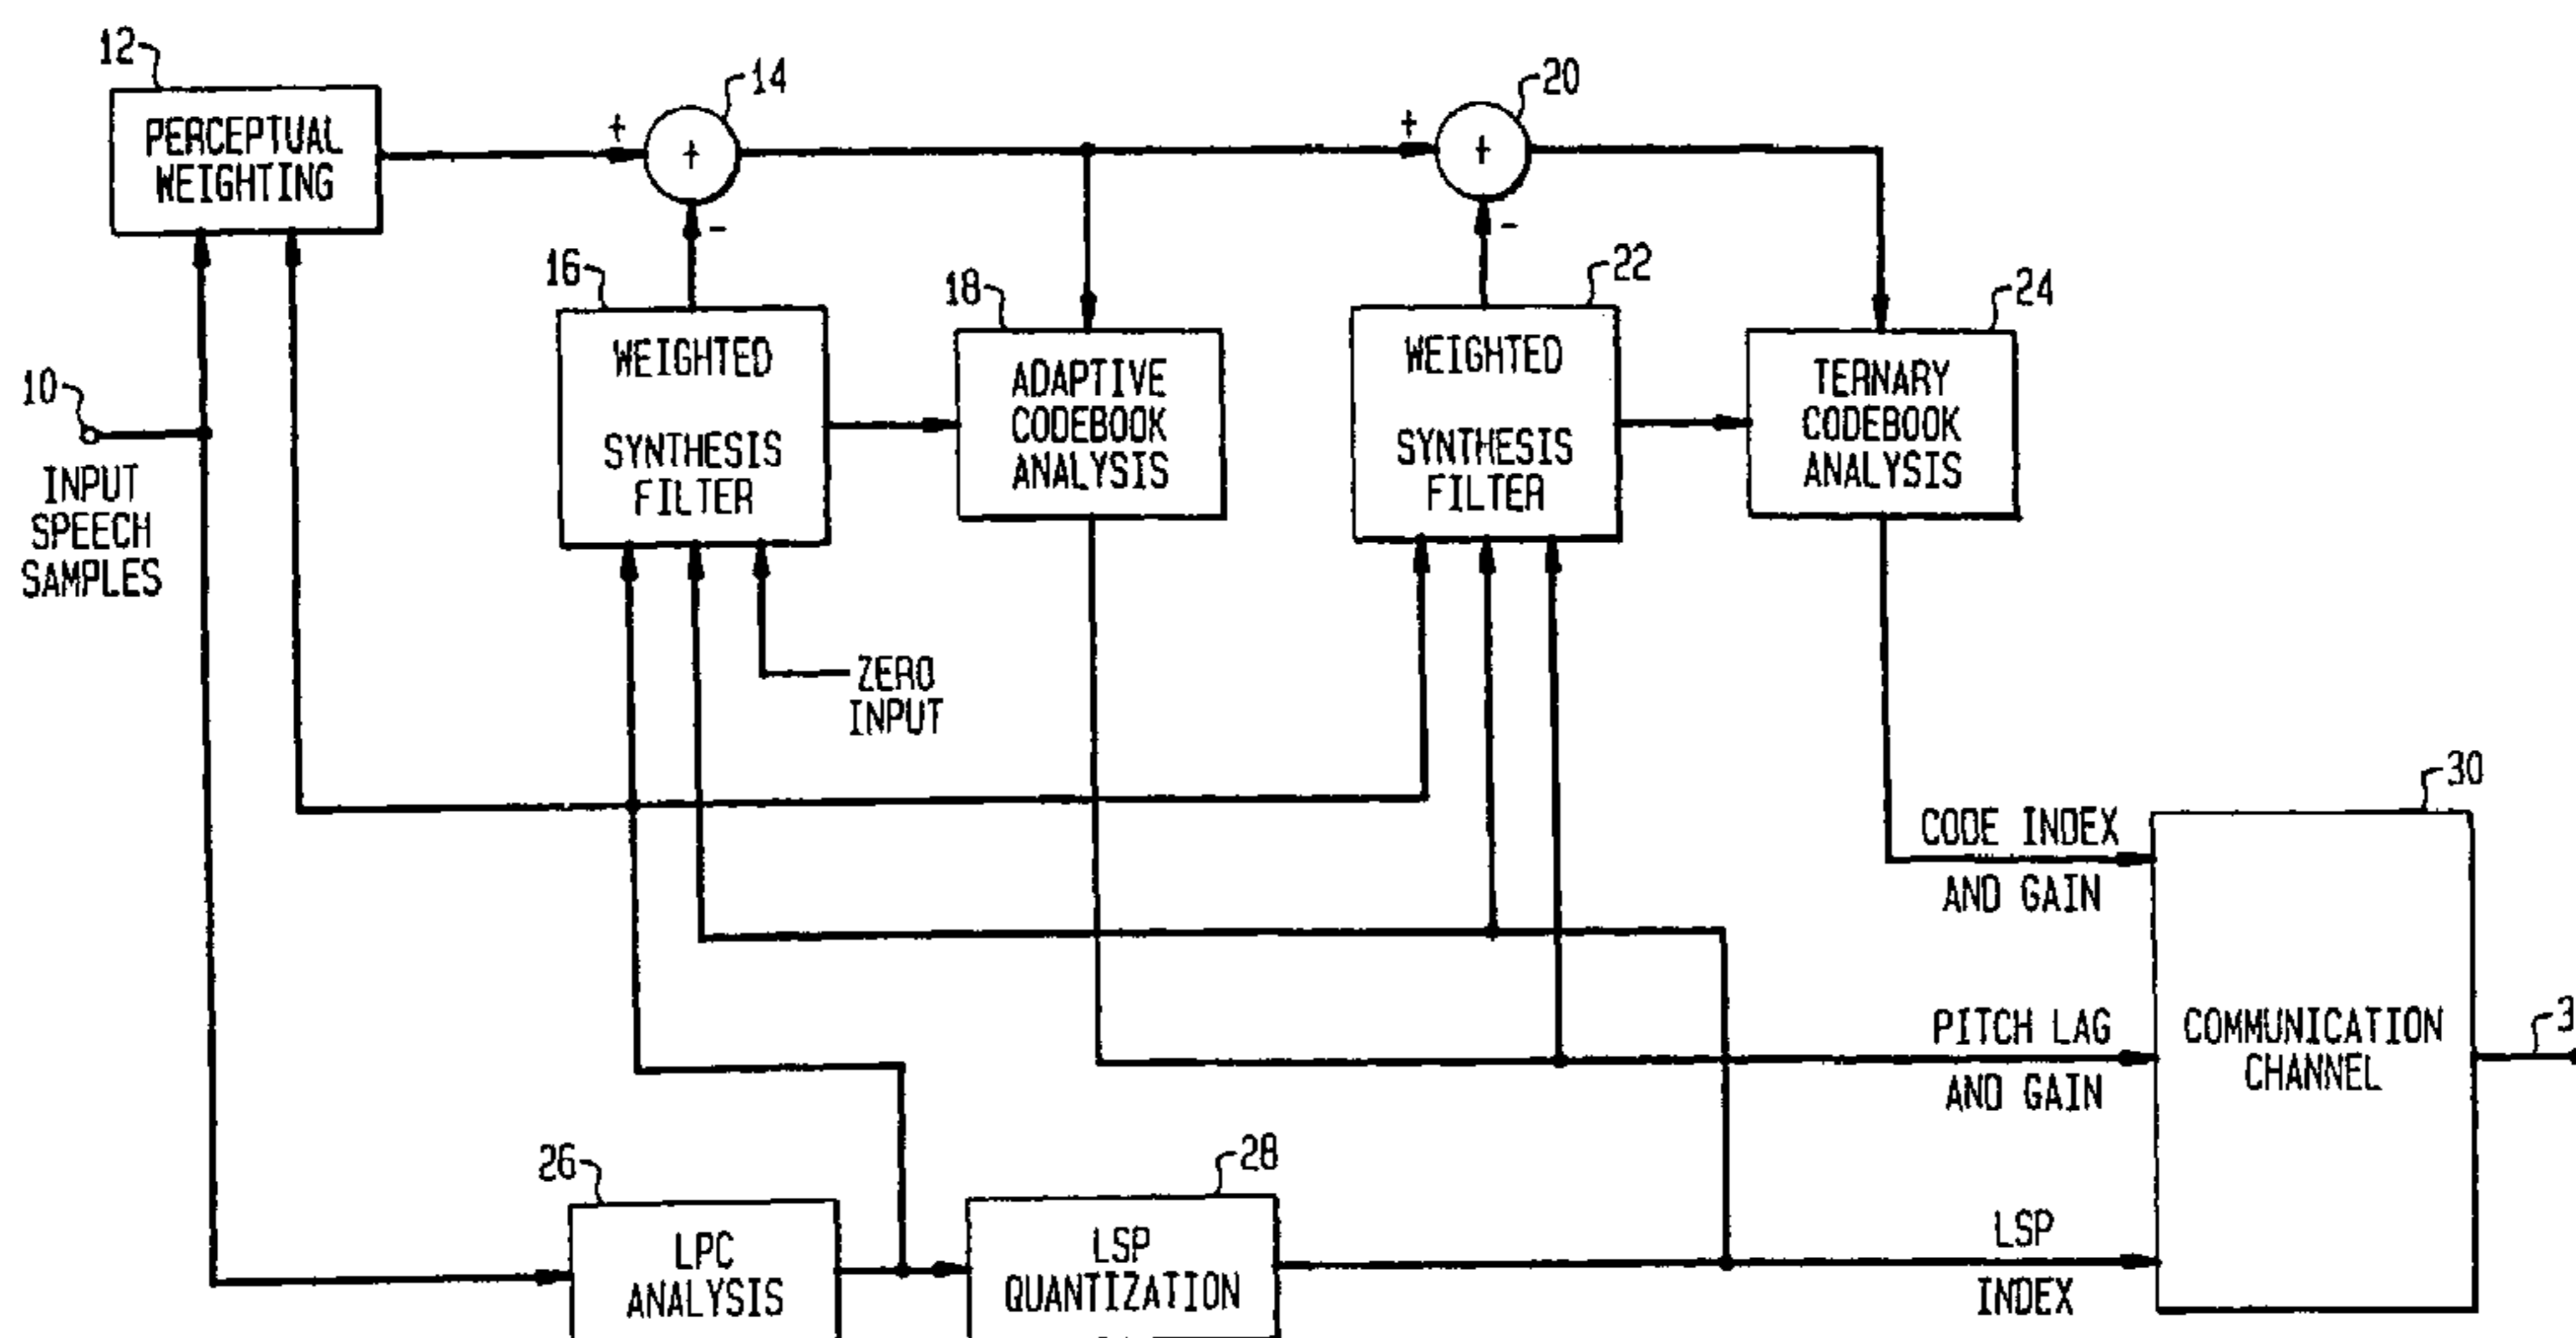 12
14
20
PERCEPTUAL
WEIGHTING
+
+
-
+
+
-
16
18
22
24
WEIGHTED
SYNTHESIS
FILTER
ADAPTIVE
CODEBOOK
ANALYSIS
WEIGHTED
SYNTHESIS
FILTER
TERNARY
CODEBOOK
ANALYSIS
10
INPUT
SPEECH
SAMPLES
ZERO
INPUT
30
CODE INDEX
AND GAIN
PITCH LAG
AND GAIN
COMMUNICATION
CHANNEL
26
28
LPC
ANALYSIS
LSP
QUANTIZATION
LSP
INDEX